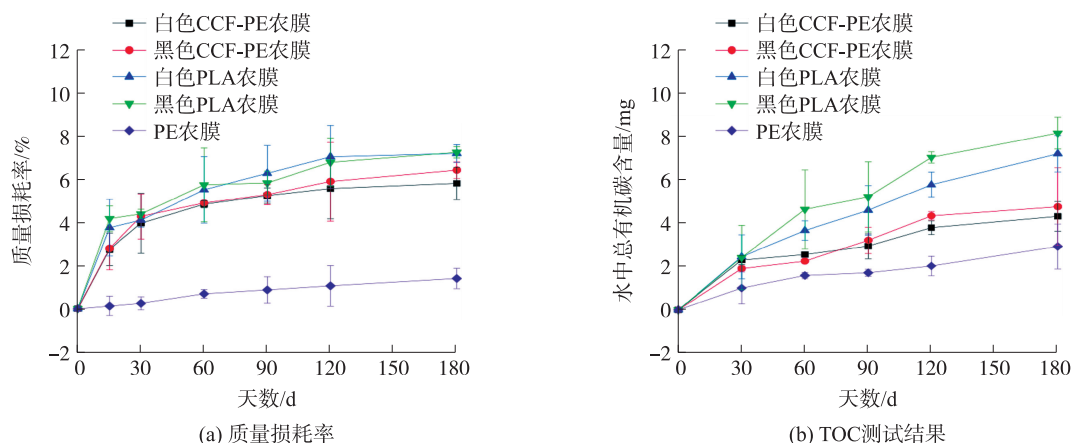 白色CCF-PE农膜
黑色CCF-PE农膜
白色PLA农膜
黑色PLA农膜
PE农膜
12
10
8
6
4
2
0
−2
质量损耗率/%
0 30 60 90 120 150 180
天数/d
(a) 质量损耗率
白色CCF-PE农膜
黑色CCF-PE农膜
白色PLA农膜
黑色PLA农膜
PE农膜
12
10
8
6
4
2
0
−2
水中总有机碳含量/mg
0 30 60 90 120 150 180
天数/d
(b) TOC测试结果